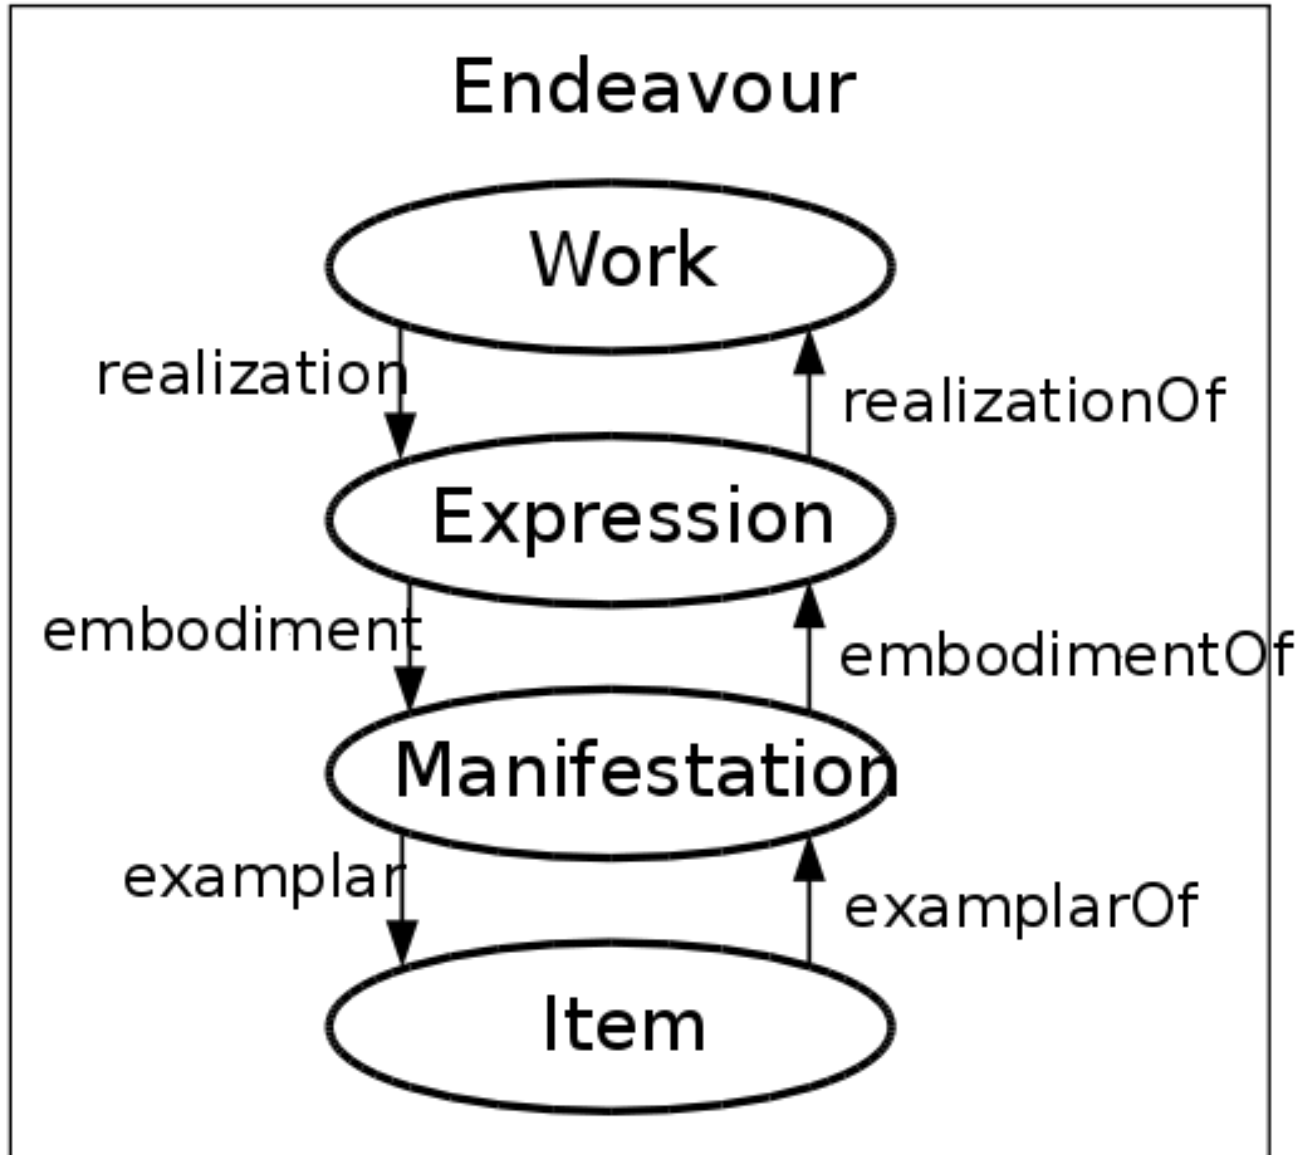 Endeavour
Work
realization
realizationOf
Expression
embodiment
embodimentOf
Manifestation
examplar
examplarOf
Item